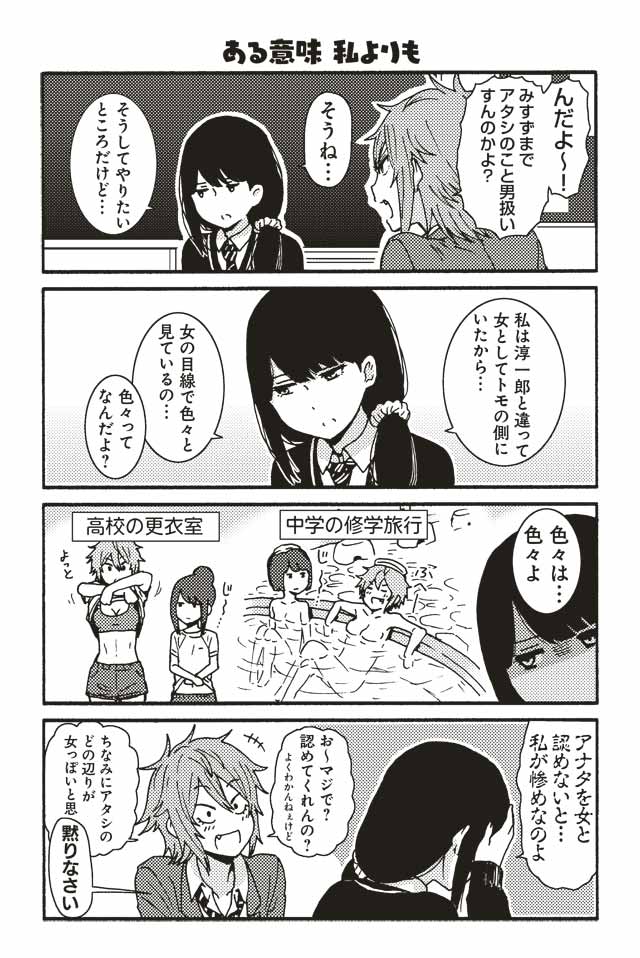 ある意味 私よりも
んだよ～！
みすずまで
アタシのこと男扱い
すんのかよ？
そうね…
そうしてやりたい
ところだけど…
私は淳一郎と違って
女としてトモの側に
いたから…
女の目線で色々と
見ているの…
色々って
なんだよ？
色々は…
色々よ
中学の修学旅行
ぷ
高校の更衣室
じ
よっと
アナタを女と
認めないと…
私が惨めなのよ
お～マジで？
認めてくれんの？
よくわかんねぇけど
ちなみにアタシの
どの辺りが
女っぽいと思
黙りなさい